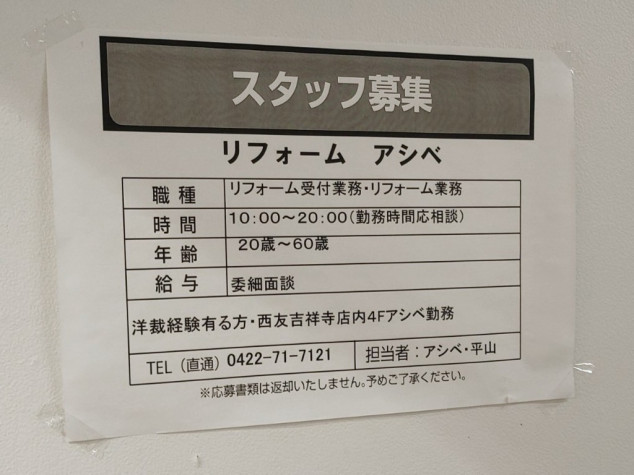 スタッフ募集
リフォーム アシベ
職種 リフォーム受付業務・リフォーム業務
時間 10:00～20:00(勤務時間応相談)
年齢 20歳～60歳
給与 委細面談
洋裁経験有る方・西友吉祥寺店内4Fアシベ勤務
TEL(直通) 0422-71-7121 担当者:アシベ・平山
※応募書類は返却いたしません。予めご了承ください。